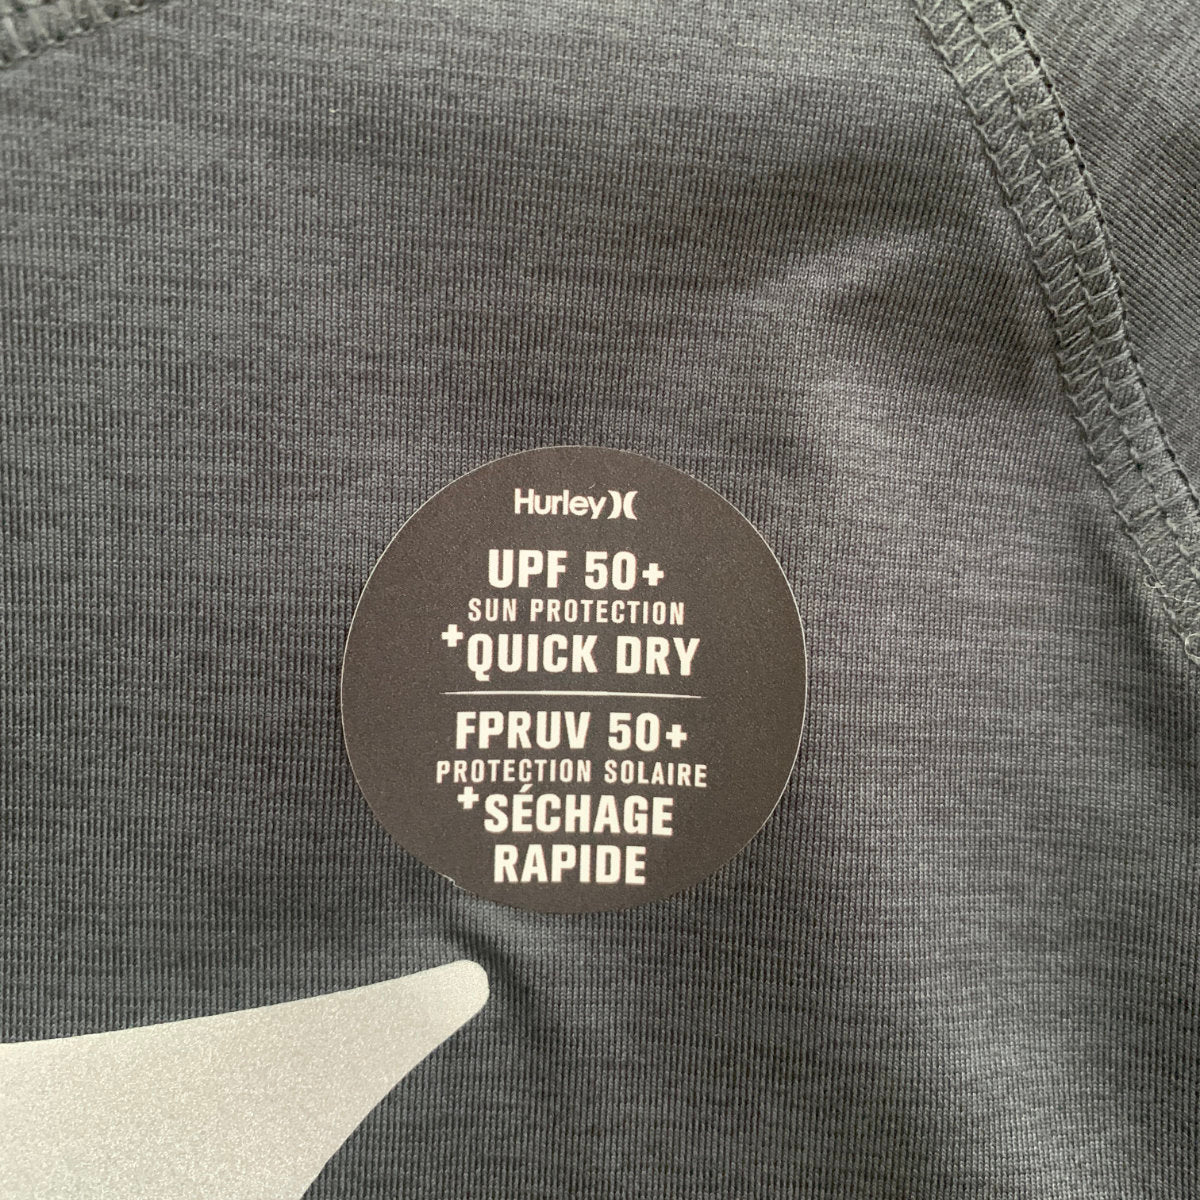 Hurley
UPF 50+
SUN PROTECTION
+QUICK DRY
FPRUV 50+
PROTECTION SOLAIRE
+SÉCHAGE
RAPIDE